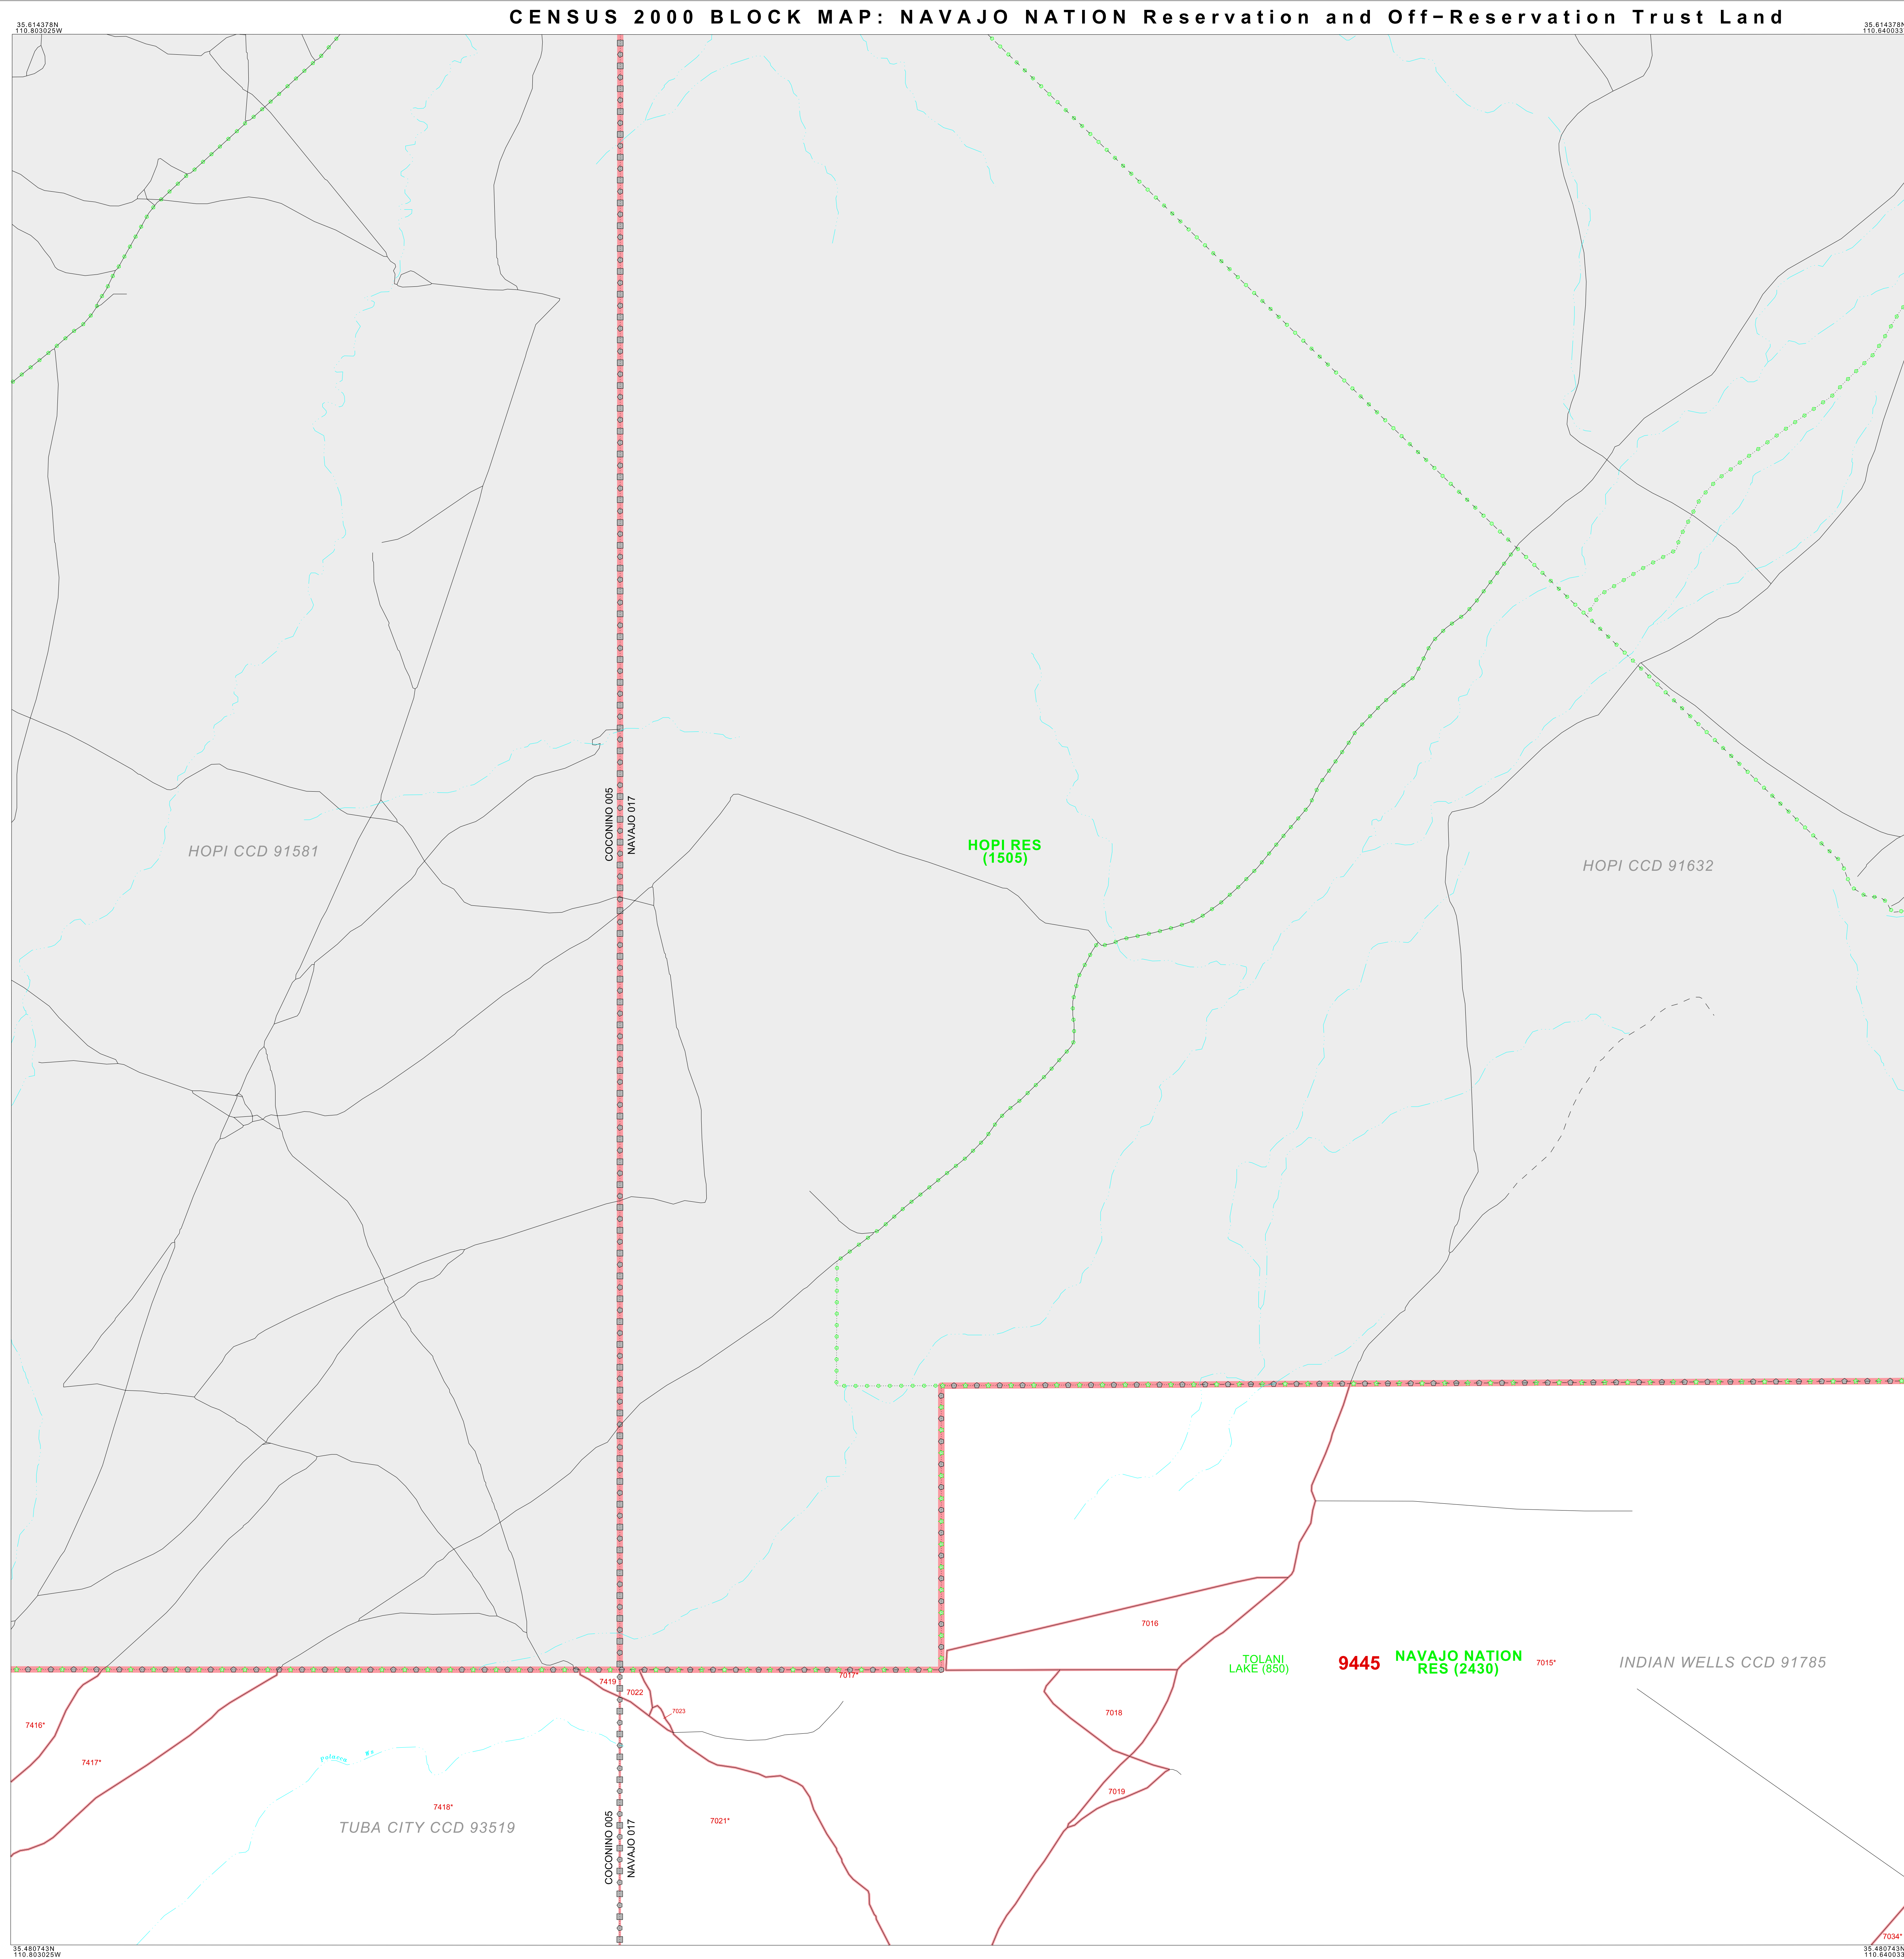 CENSUS 2000 BLOCK MAP: NAVAJO NATION Reservation and Off-Reservation Trust Land
35.614378N
110.803025W
35.614378N
110.640033
COCONINO 005
NAVAJO 017
HOPI RES
(1505)
HOPI CCD 91581
HOPI CCD 91632
7016
TOLANI
LAKE (850)
9445
NAVAJO NATION
RES (2430)
7015*
INDIAN WELLS CCD 91785
7017*
7419
7022
7023
7018
7416*
7417*
7019
7418*
TUBA CITY CCD 93519
7021*
COCONINO 005
NAVAJO 017
7034*
35.480743N
110.803025W
35.480743N
110.640033